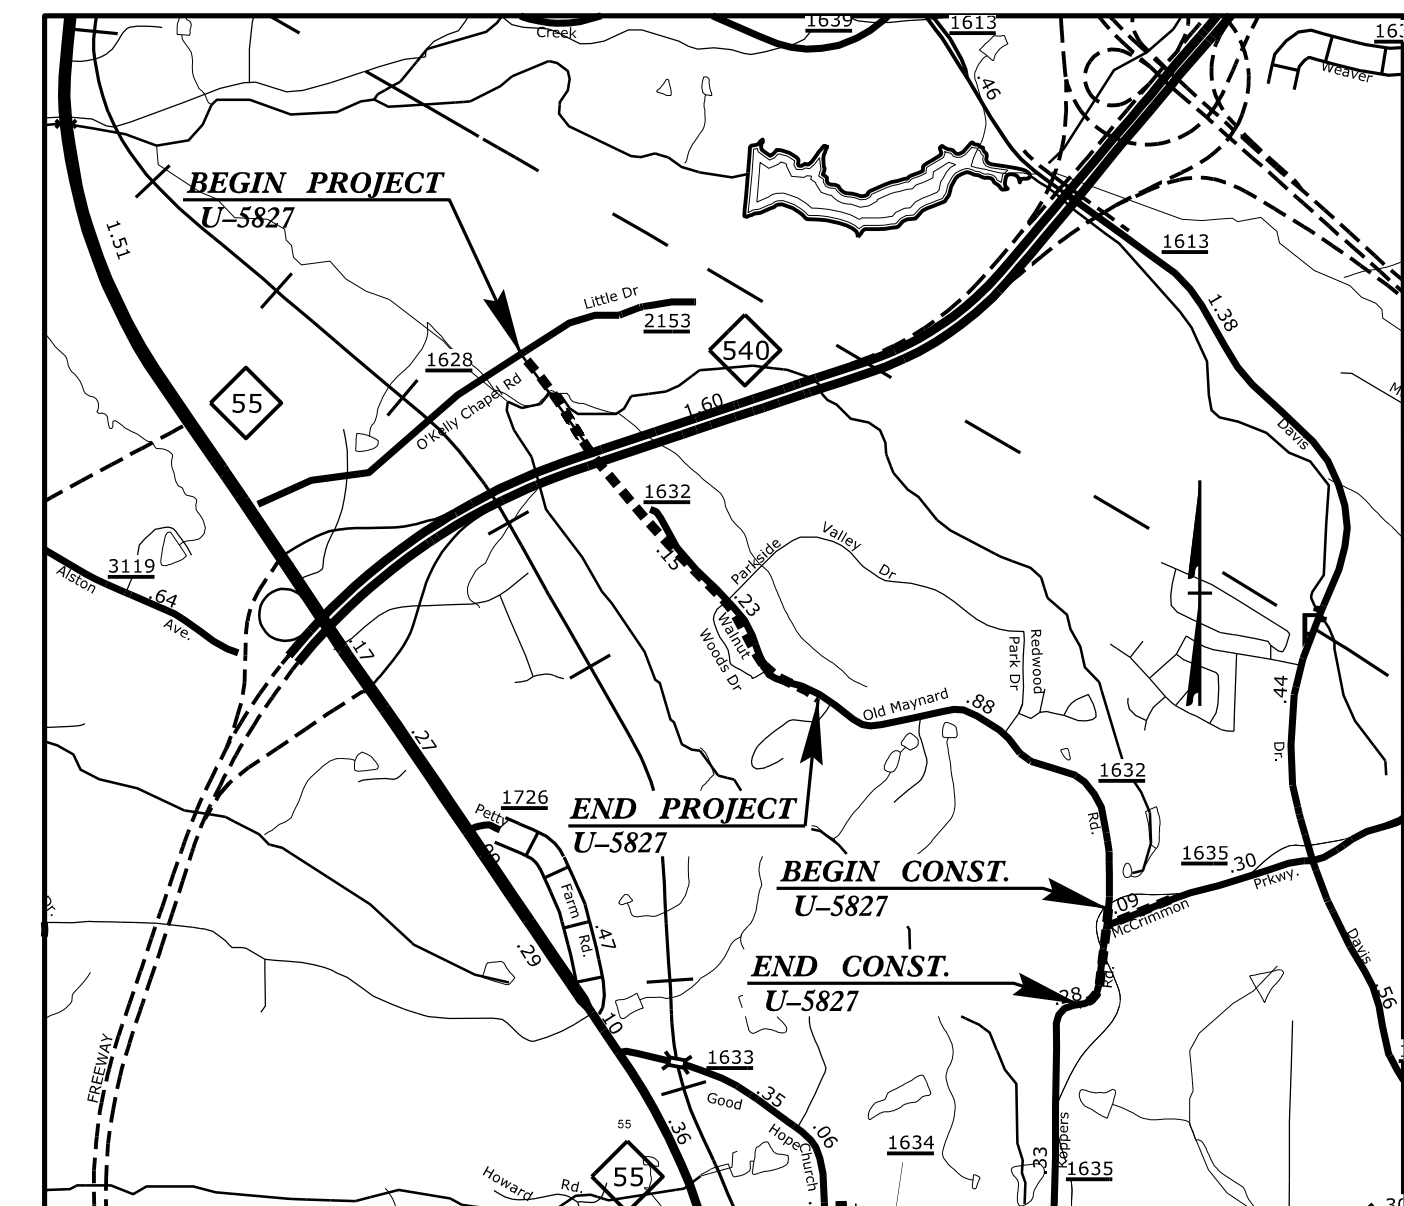 Creek
1639
1613
163
Weaver
.46
BEGIN PROJECT
U–5827
1.51
1613
1.38
Little Dr
2153
540
1628
O'Kelly Chapel Rd
55
1.60
Davis
1632
.15
Parkside
Valley
Dr
.23
Walnut
Woods Dr
3119
Alston
.64
Ave.
.17
Redwood
Park Dr
.44
Dr.
Old Maynard
.88
.27
1632
Rd.
1726
Petty
END PROJECT
U–5827
1635
.30
Prkwy.
BEGIN CONST.
U–5827
.09
McCrimmon
Farm
Rd.
.47
.29
Dr.
Davis
END CONST.
U–5827
Rd.
.28
.56
.10
1633
FREEWAY
Good
.35
Hope
.06
Church
55
.36
1634
Koppers
.33
1635
55
Howard
Rd.